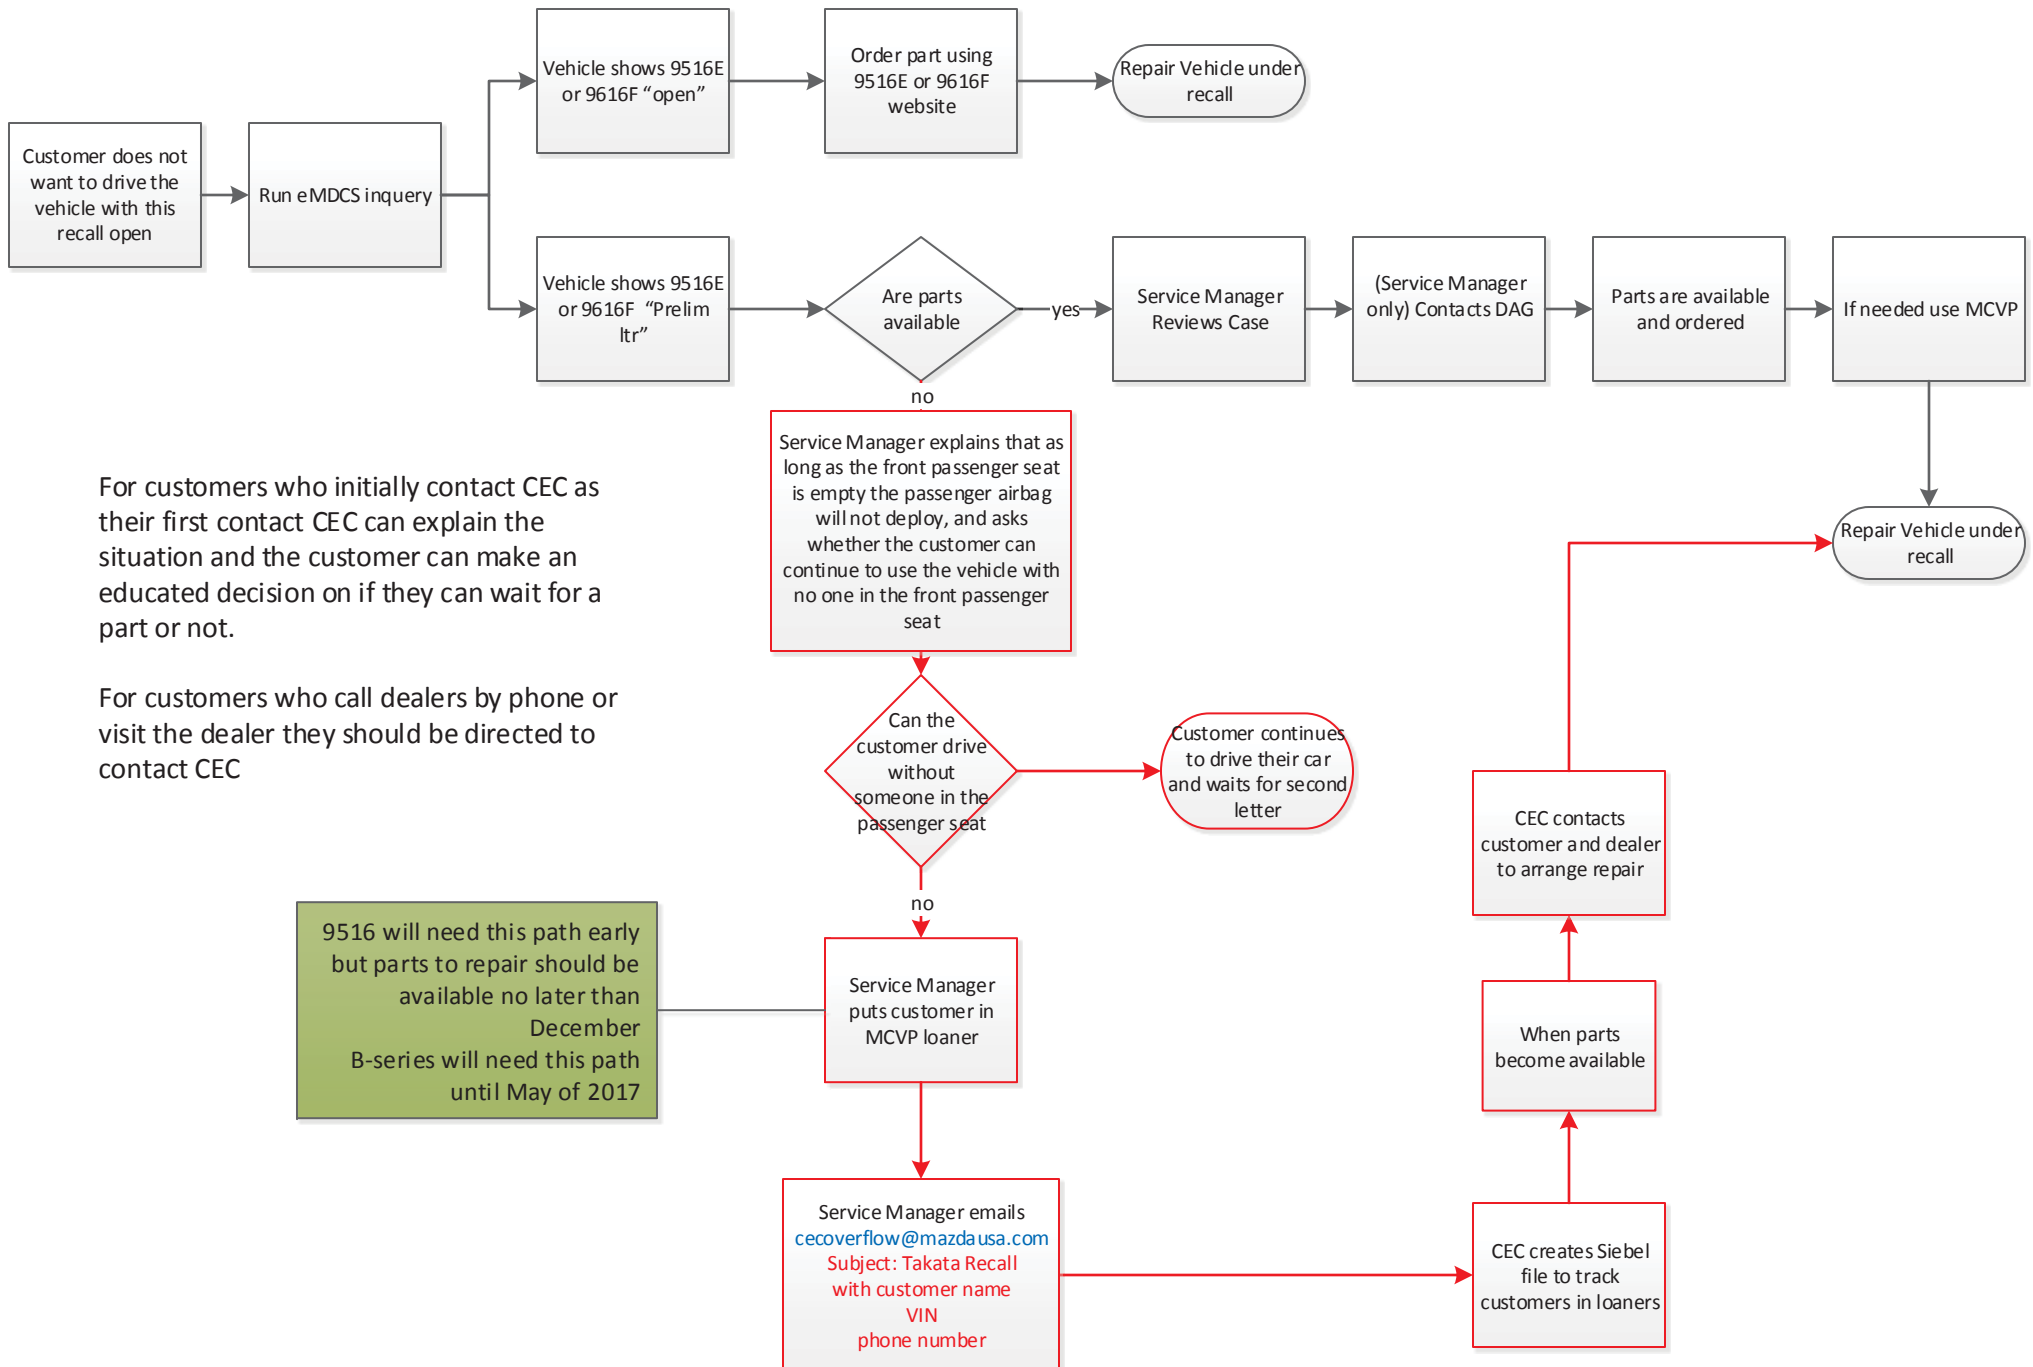 Vehicle shows 9516E
or 9616F “open”
Order part using
9516E or 9616F
website
Repair Vehicle under
recall
Customer does not
want to drive the
vehicle with this
recall open
Run eMDCS inquery
Vehicle shows 9516E
or 9616F “Prelim
ltr”
Are parts
available
yes
Service Manager
Reviews Case
(Service Manager
only) Contacts DAG
Parts are available
and ordered
If needed use MCVP
no
Service Manager explains that as
long as the front passenger seat
is empty the passenger airbag
will not deploy, and asks
whether the customer can
continue to use the vehicle with
no one in the front passenger
seat
For customers who initially contact CEC as
their first contact CEC can explain the
situation and the customer can make an
educated decision on if they can wait for a
part or not.
For customers who call dealers by phone or
visit the dealer they should be directed to
contact CEC
Repair Vehicle under
recall
Can the
customer drive
without
someone in the
passenger seat
Customer continues
to drive their car
and waits for second
letter
CEC contacts
customer and dealer
to arrange repair
no
9516 will need this path early
but parts to repair should be
available no later than
December
B-series will need this path
until May of 2017
Service Manager
puts customer in
MCVP loaner
When parts
become available
Service Manager emails
cecoverflow@mazdausa.com
Subject: Takata Recall
with customer name
VIN
phone number
CEC creates Siebel
file to track
customers in loaners